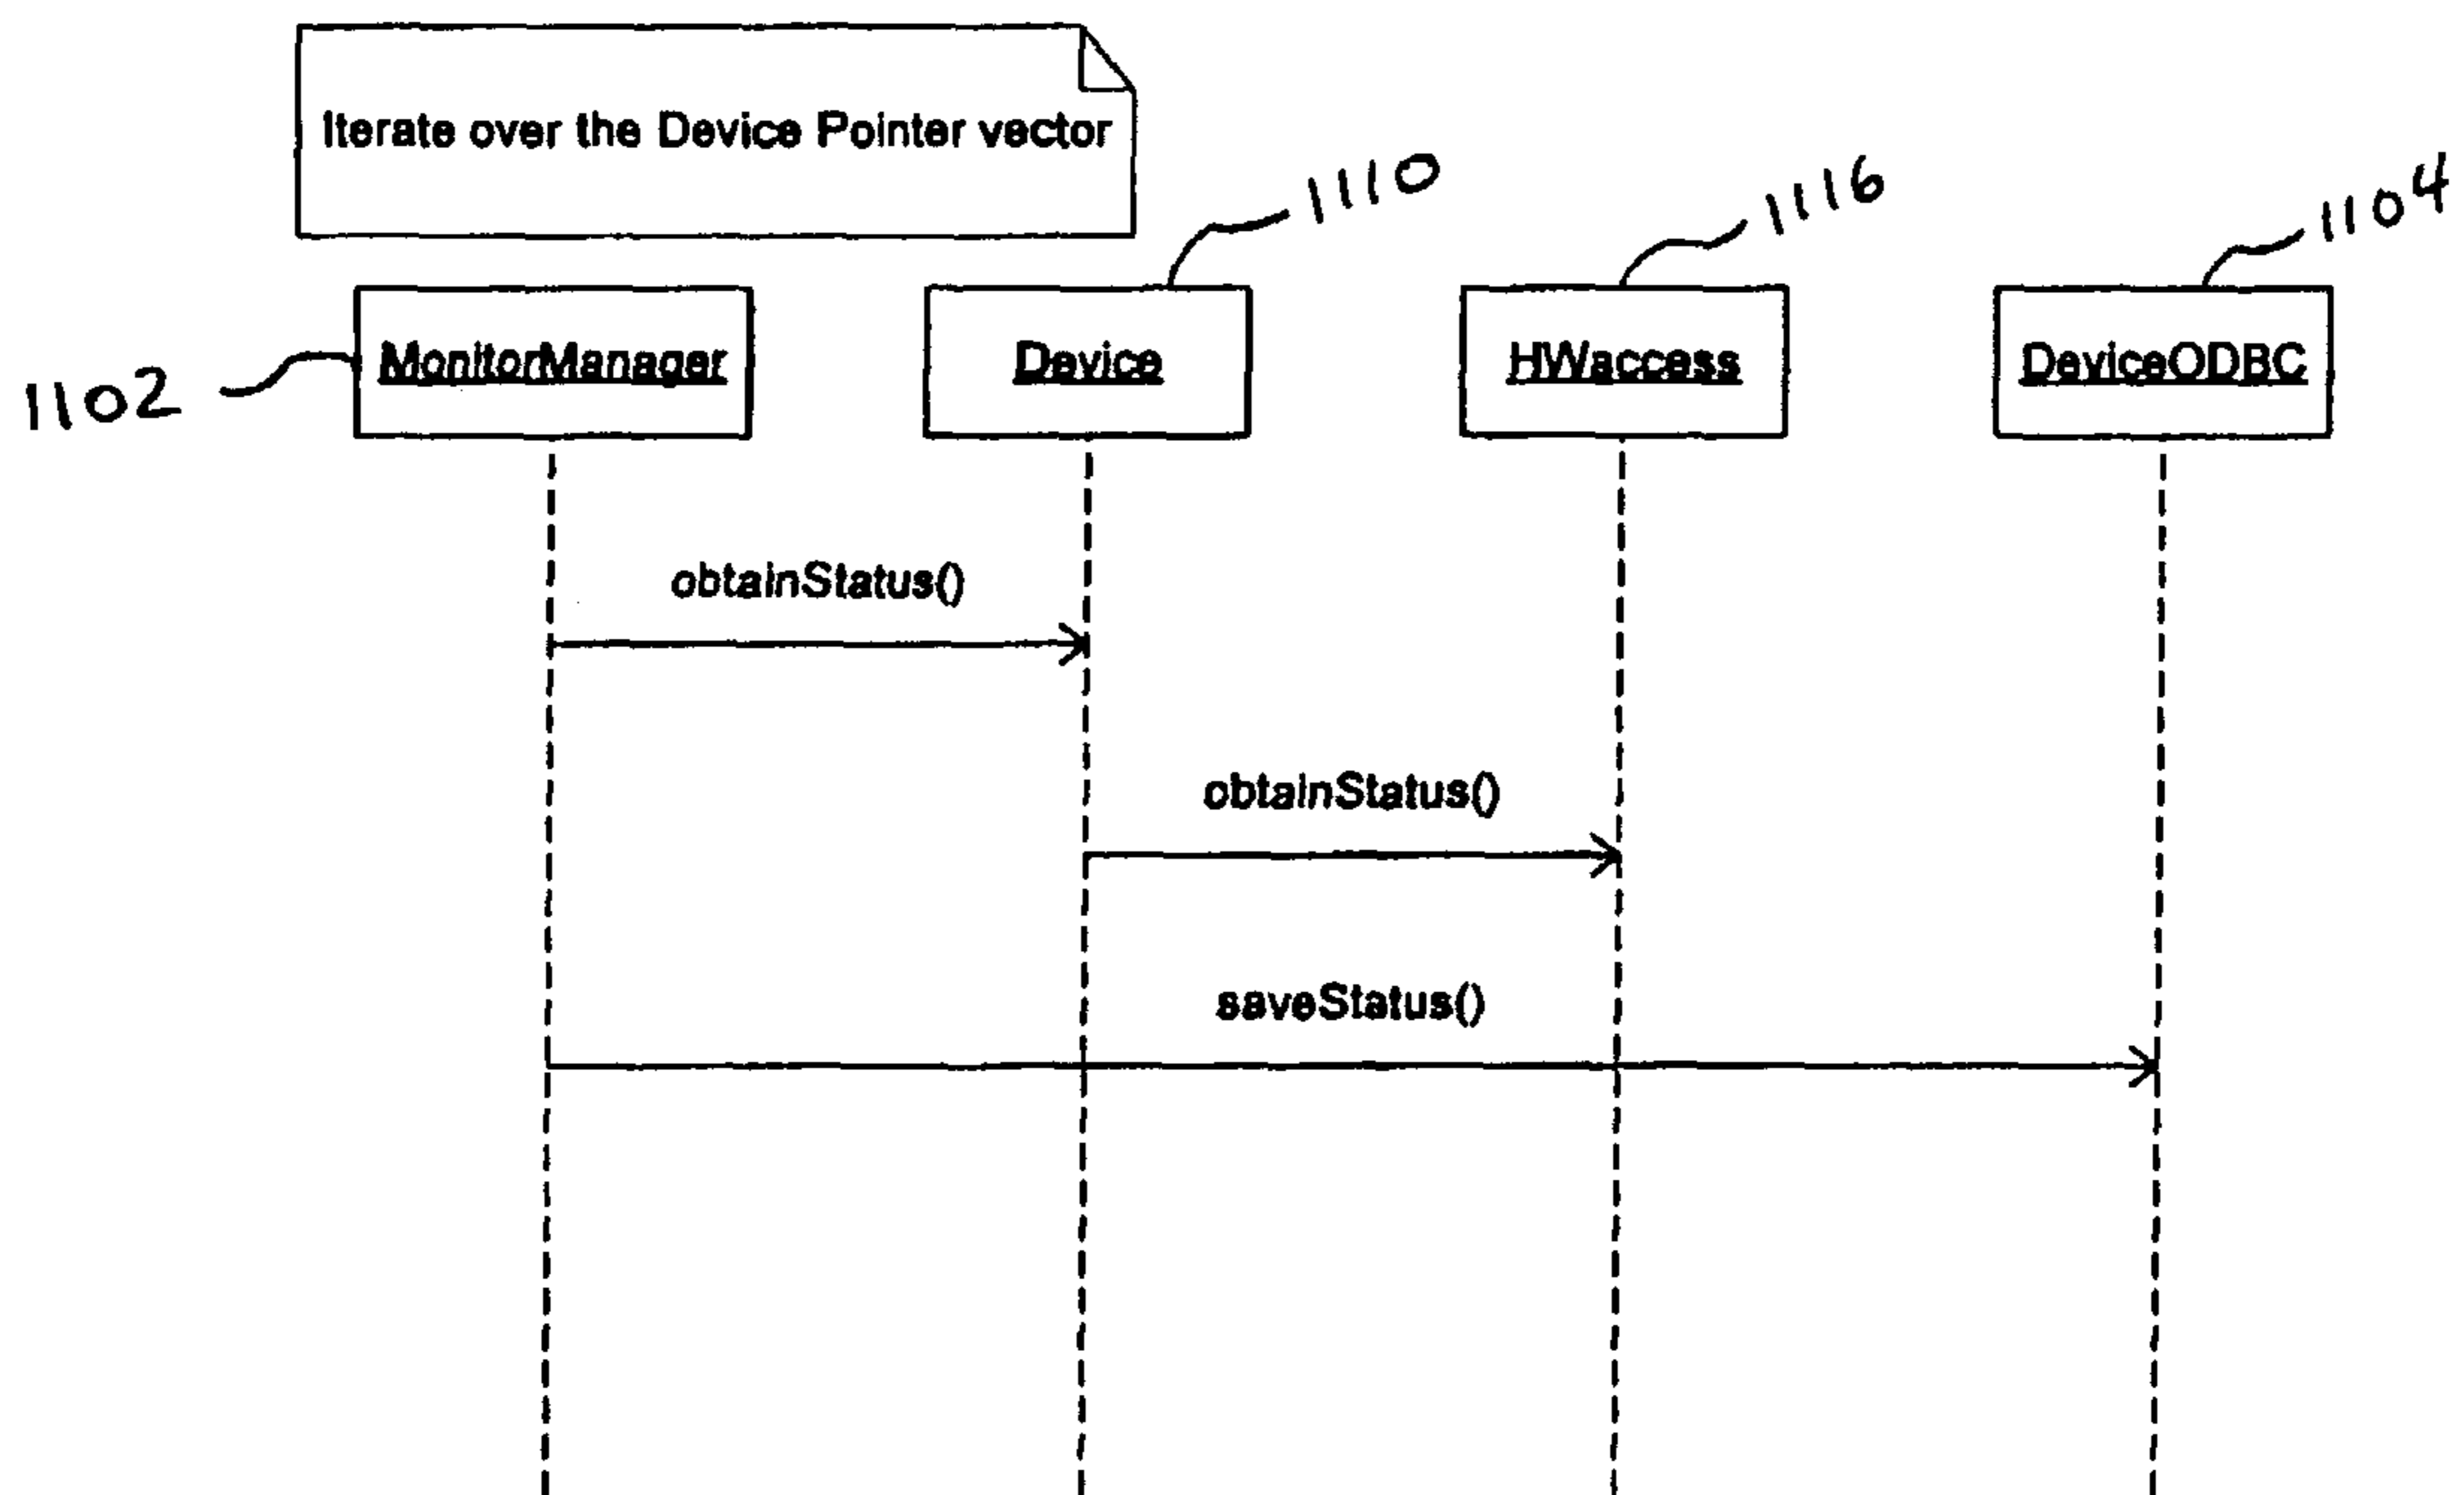 Iterate over the Device Pointer vector
1110
1116
1104
1102
MonitorManager
Device
HWaccess
DeviceODBC
obtainStatus()
obtainStatus()
saveStatus()